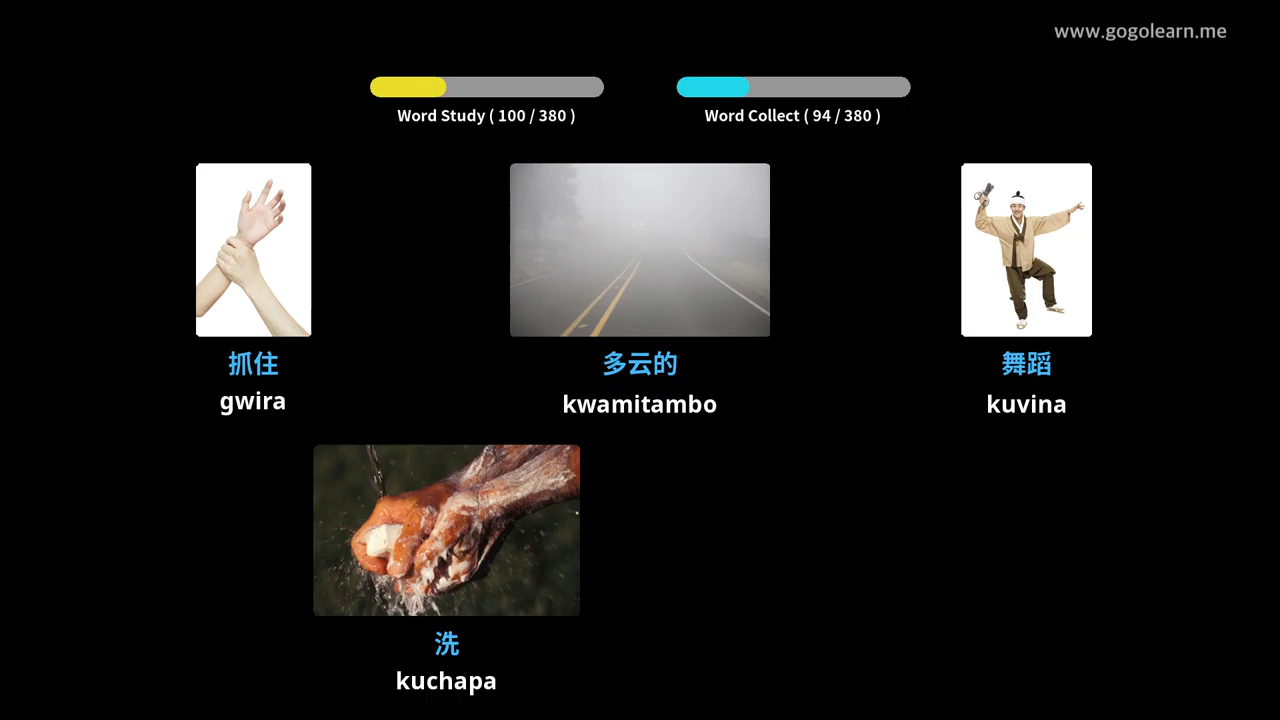 www.gogolearn.me
Word Study ( 100 / 380 )
Word Collect ( 94 / 380 )
抓住
gwira
多云的
kwamitambo
舞蹈
kuvina
洗
kuchapa